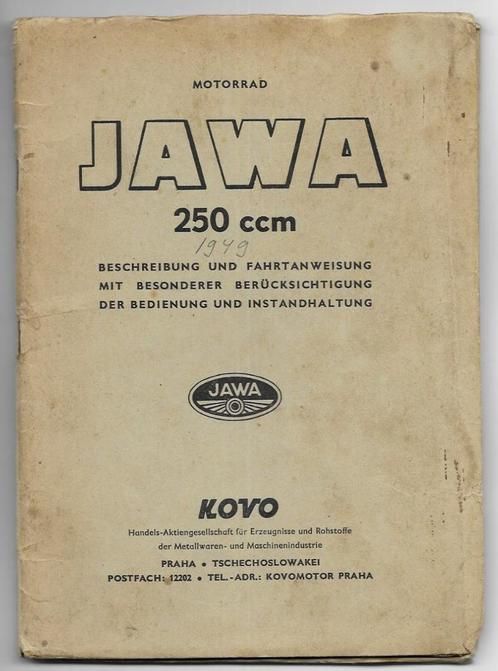 MOTORRAD
JAWA
250 ccm
1949
BESCHREIBUNG UND FAHRTANWEISUNG
MIT BESONDERER BERÜCKSICHTIGUNG
DER BEDIENUNG UND INSTANDHALTUNG
JAWA
KOVO
Handels-Aktiengesellschaft für Erzeugnisse und Rohstoffe
der Metallwaren- und Maschinenindustrie
PRAHA • TSCHECHOSLOWAKEI
POSTFACH: 12202 • TEL.-ADR.: KOVOMOTOR PRAHA